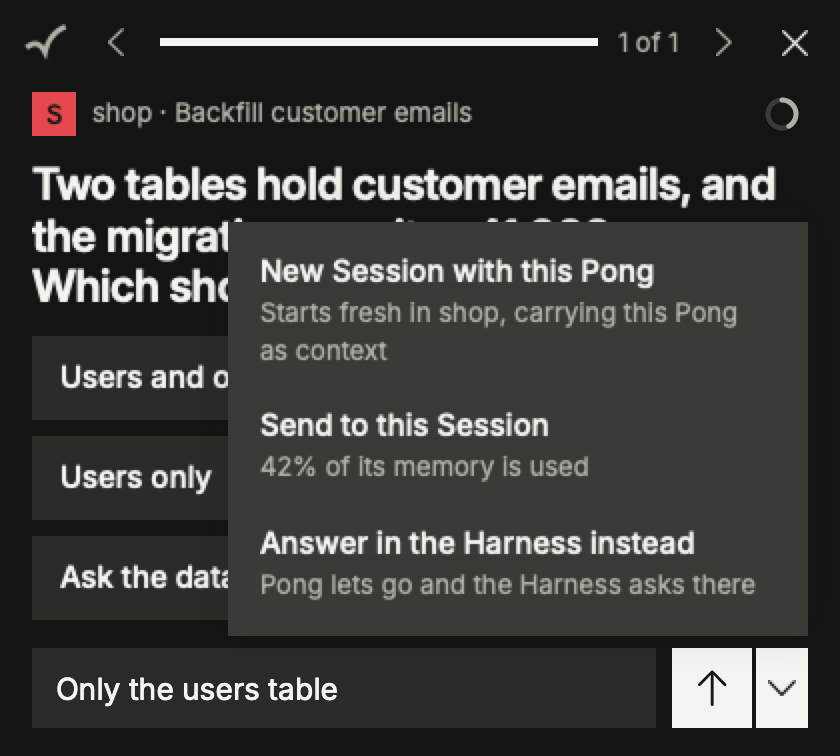 1 of 1
S
shop · Backfill customer emails
Two tables hold customer emails, and
the
Which
New Session with this Pong
Starts fresh in shop, carrying this Pong
as context
Users and
Send to this Session
42% of its memory is used
Users only
Answer in the Harness instead
Pong lets go and the Harness asks there
Ask the
Only the users table